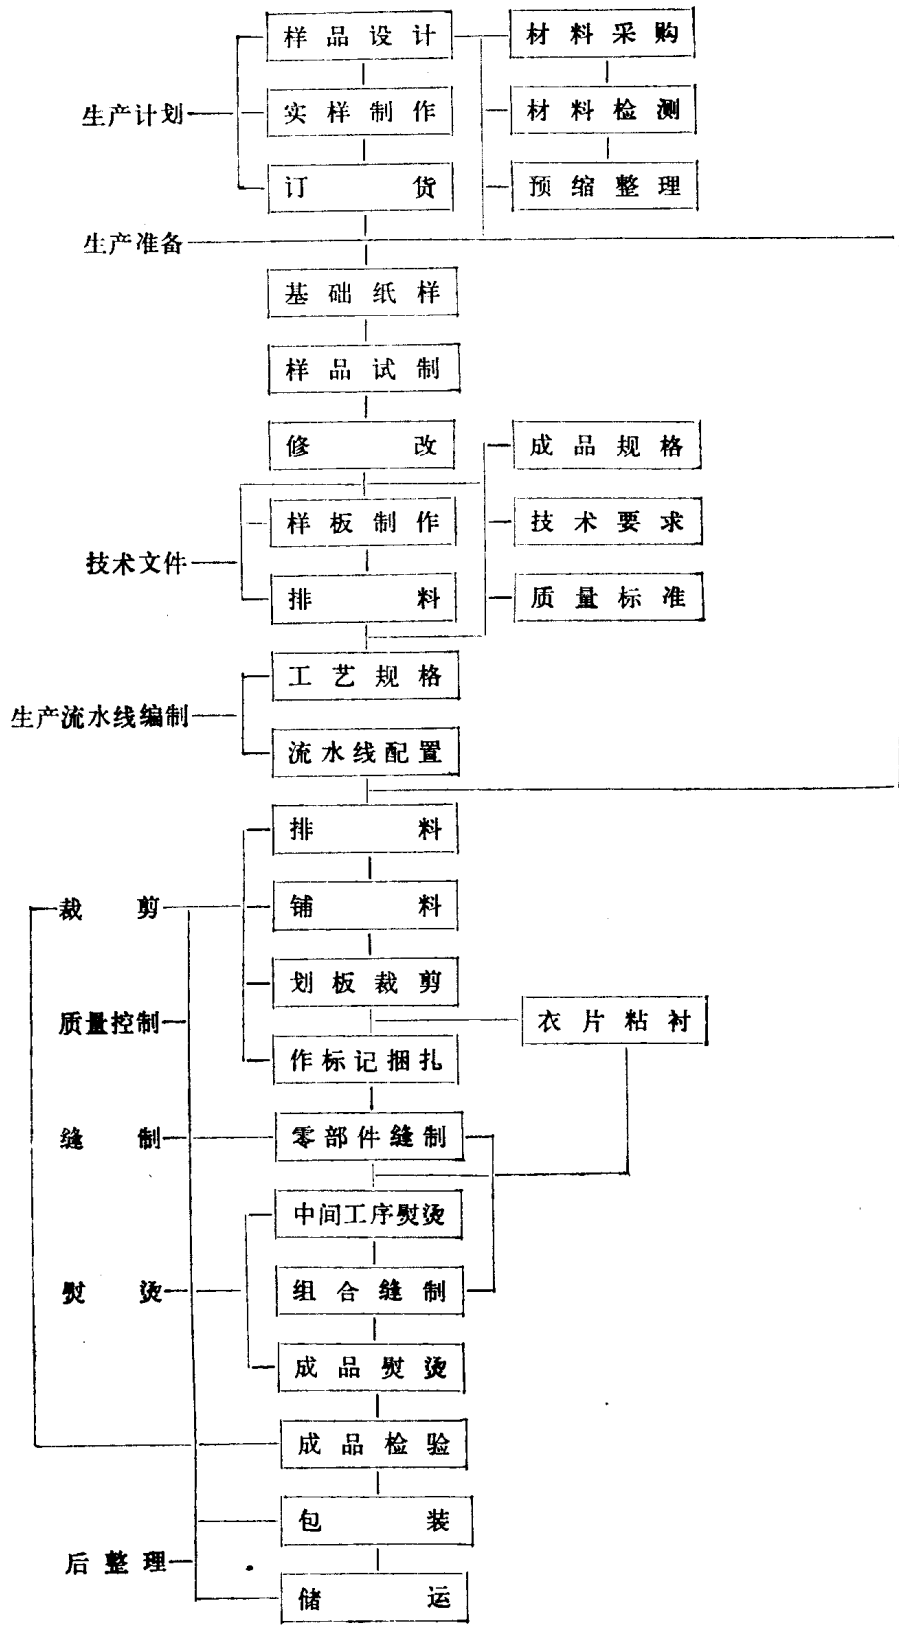 样品设计
材料采购
生产计划
实样制作
材料检测
订货
预缩整理
生产准备
基础纸样
样品试制
修改
成品规格
样板制作
技术要求
技术文件
排料
质量标准
工艺规格
生产流水线编制
流水线配置
排料
裁剪
铺料
划板裁剪
质量控制
衣片粘衬
作标记捆扎
缝制
零部件缝制
中间工序熨烫
熨烫
组合缝制
成品熨烫
成品检验
包装
后整理
储运